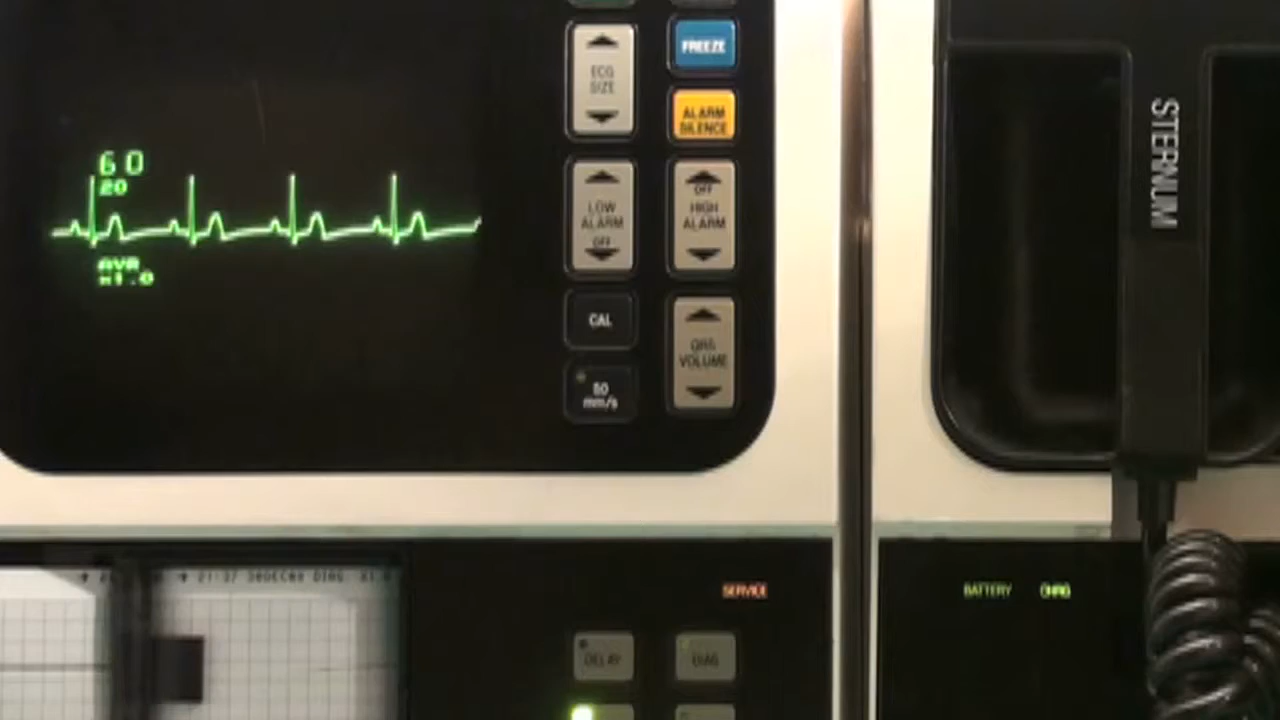 60
20
AVR
x1.0
ECG
SIZE
FREEZE
ALARM
SILENCE
LOW
ALARM
OFF
OFF
HIGH
ALARM
CAL
QRS
VOLUME
50
mm/s
STERNUM
SERVICE
BATTERY CHRG
DELAY
DIAG